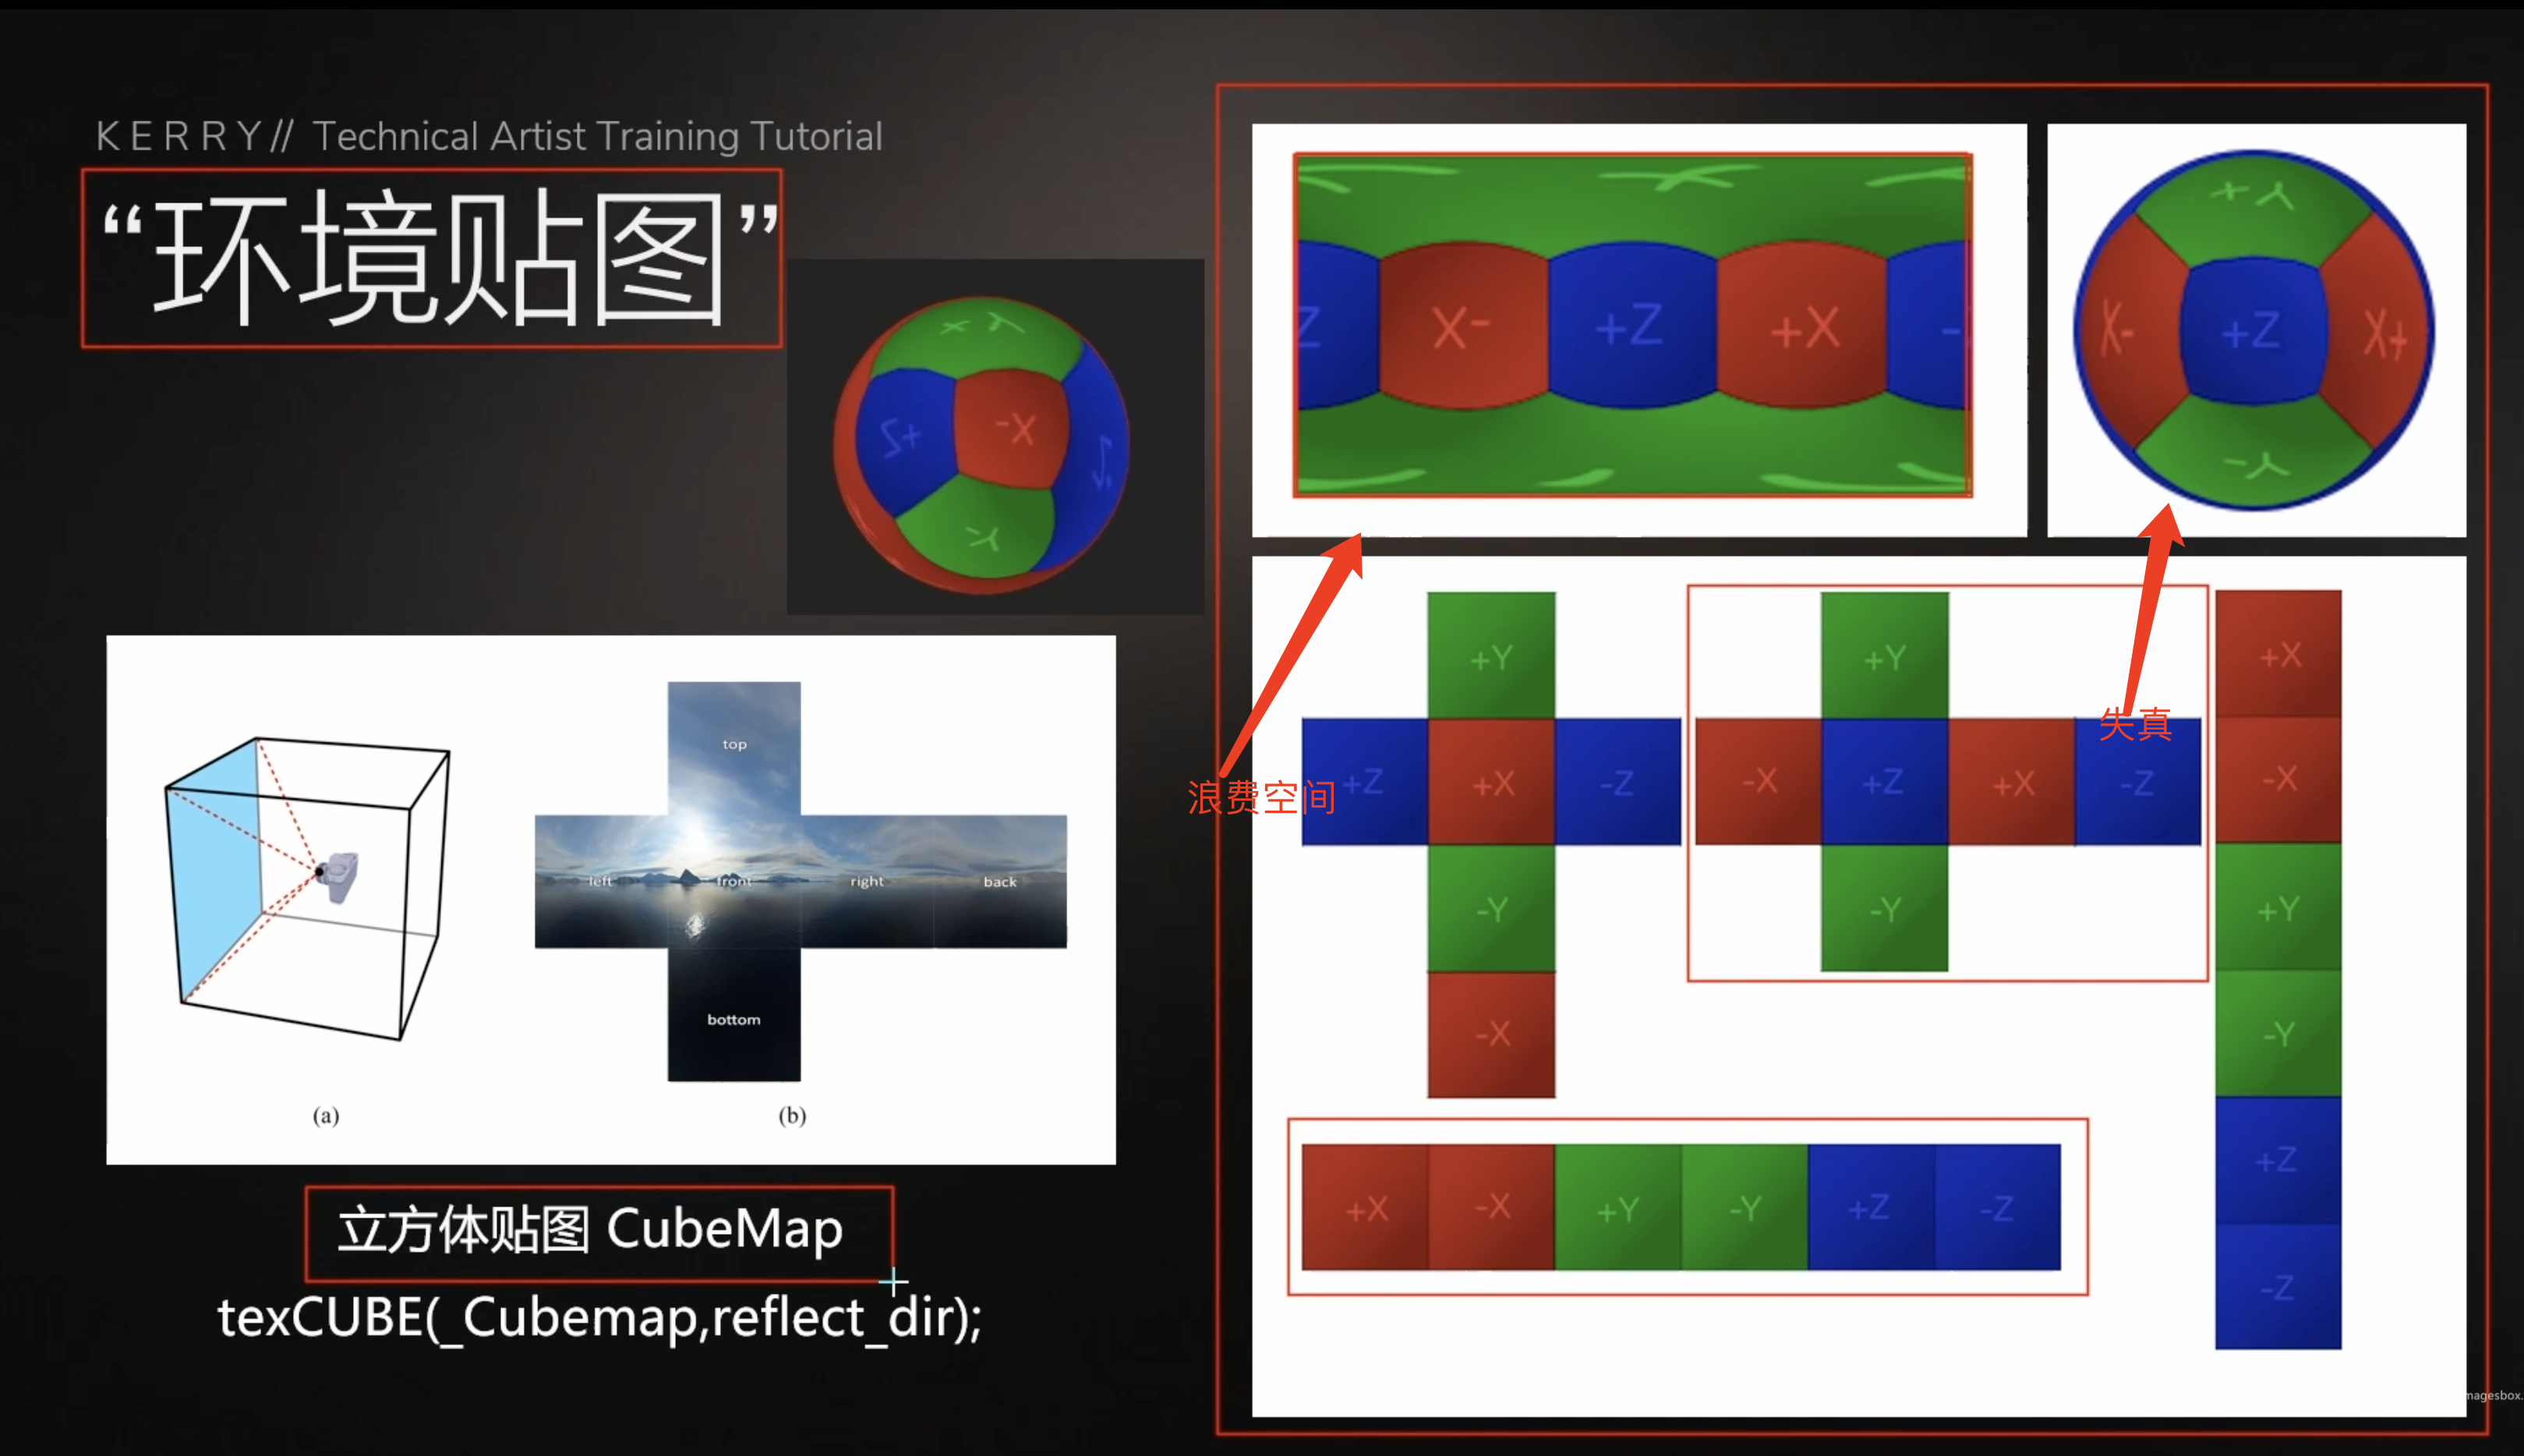 KERRY// Technical Artist Training Tutorial
“环境贴图”
+Y
+Z
-X
-Y
top
left
front
right
back
bottom
(a)
(b)
立方体贴图 CubeMap
texCUBE(_Cubemap,reflect_dir);
Z
X-
+Z
+X
+Y
X-
+Z
X+
-Y
浪费空间
失真
+Y
+Z
+X
-Z
-Y
-X
+Y
-X
+Z
+X
-Z
-Y
+X
-X
+Y
-Y
+Z
-Z
+X
-X
+Y
-Y
+Z
-Z
magesbox.